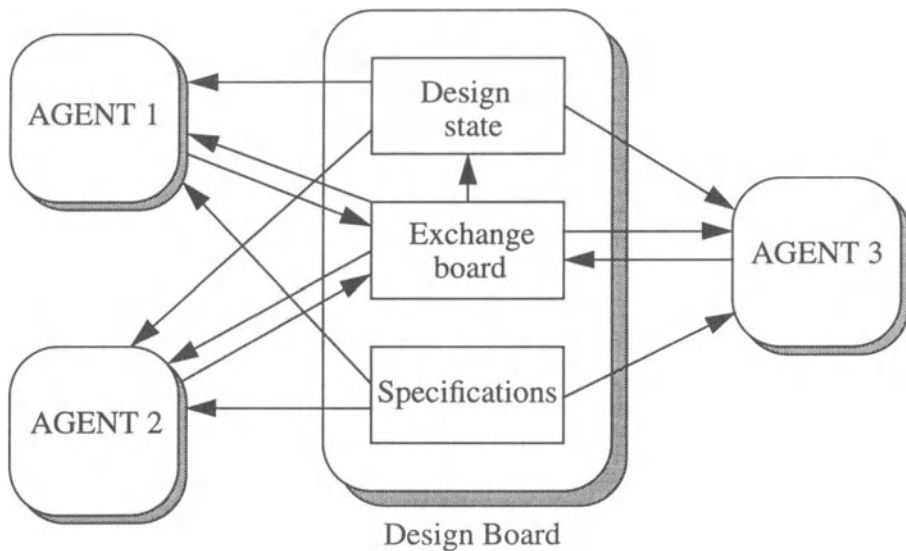 AGENT 1
Design
state
Exchange
board
AGENT 3
Specifications
AGENT 2
Design Board